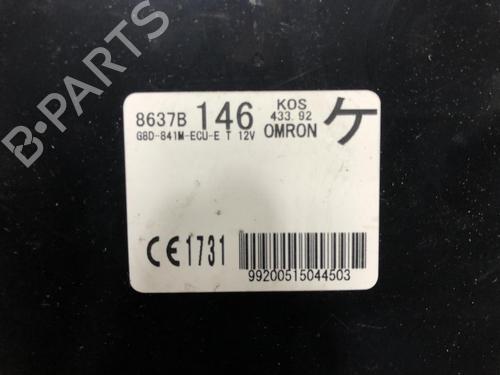 8637B 146 KOS 433.92 ケ
G8D-841M-ECU-E T 12V OMRON
CE1731
99200515044503
B-PARTS